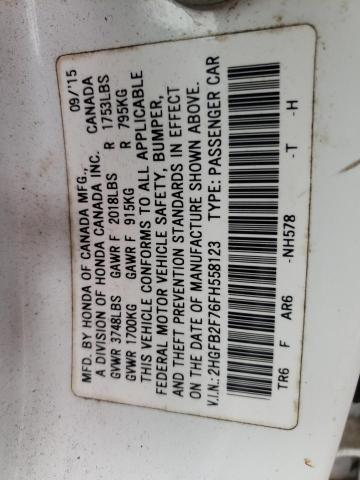 MFD. BY HONDA OF CANADA MFG., 09/'15
A DIVISION OF HONDA CANADA INC. CANADA
GVWR 3748LBS GAWR F 2018LBS R 1753LBS
GVWR 1700KG GAWR F 915KG R 795KG
THIS VEHICLE CONFORMS TO ALL APPLICABLE
FEDERAL MOTOR VEHICLE SAFETY, BUMPER,
AND THEFT PREVENTION STANDARDS IN EFFECT
ON THE DATE OF MANUFACTURE SHOWN ABOVE.
V.I.N.: 2HGFB2F76FH558123 TYPE: PASSENGER CAR
TR6 F AR6 -NH578 -T -H